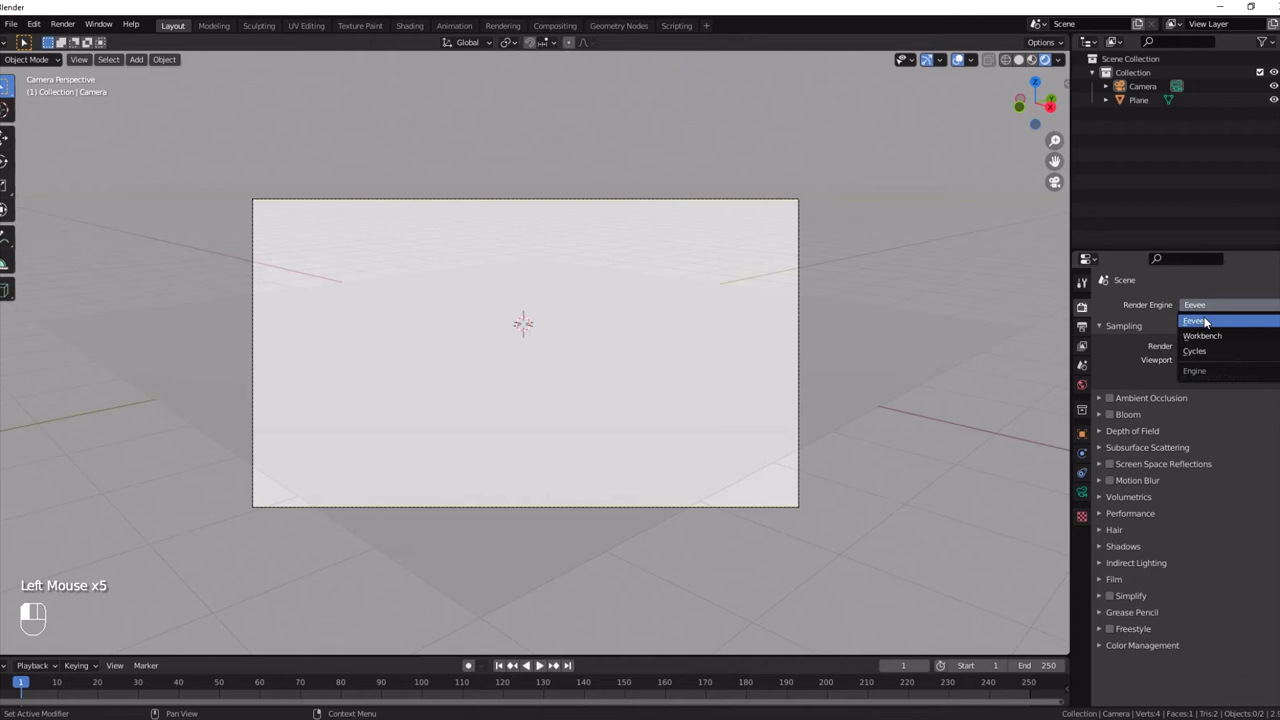 Blender
File Edit Render Window Help Layout Modeling Sculpting UV Editing Texture Paint Shading Animation Rendering Compositing Geometry Nodes Scripting + Scene View Layer
Global Options
Object Mode View Select Add Object
Camera Perspective
(1) Collection | Camera
Scene Collection
Collection
Camera
Plane
Z
Y
X
Scene
Render Engine Eevee
Eevee
Workbench
Cycles
Engine
Sampling
Render
Viewport
Ambient Occlusion
Bloom
Depth of Field
Subsurface Scattering
Screen Space Reflections
Motion Blur
Volumetrics
Performance
Hair
Shadows
Indirect Lighting
Film
Simplify
Grease Pencil
Freestyle
Color Management
Left Mouse x5
Playback Keying View Marker 1 Start 1 End 250
1 10 20 30 40 50 60 70 80 90 100 110 120 130 140 150 160 170 180 190 200 210 220 230 240 250
Set Active Modifier Pan View Context Menu Collection | Camera | Verts:4 | Faces:1 | Tris:2 | Objects:0/2 | 2.9